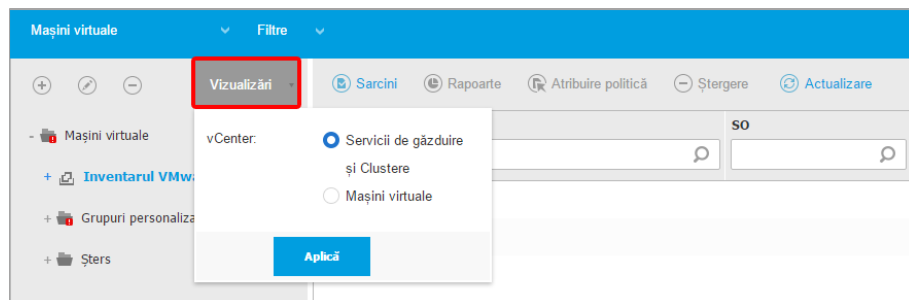 Mașini virtuale Filtre
Vizualizări Sarcini Rapoarte Atribuire politică Ștergere Actualizare
SO
- Mașini virtuale
vCenter: Servicii de găzduire
și Clustere
+ Inventarul
Mașini virtuale
+ Grupuri
+ Șters
Aplică